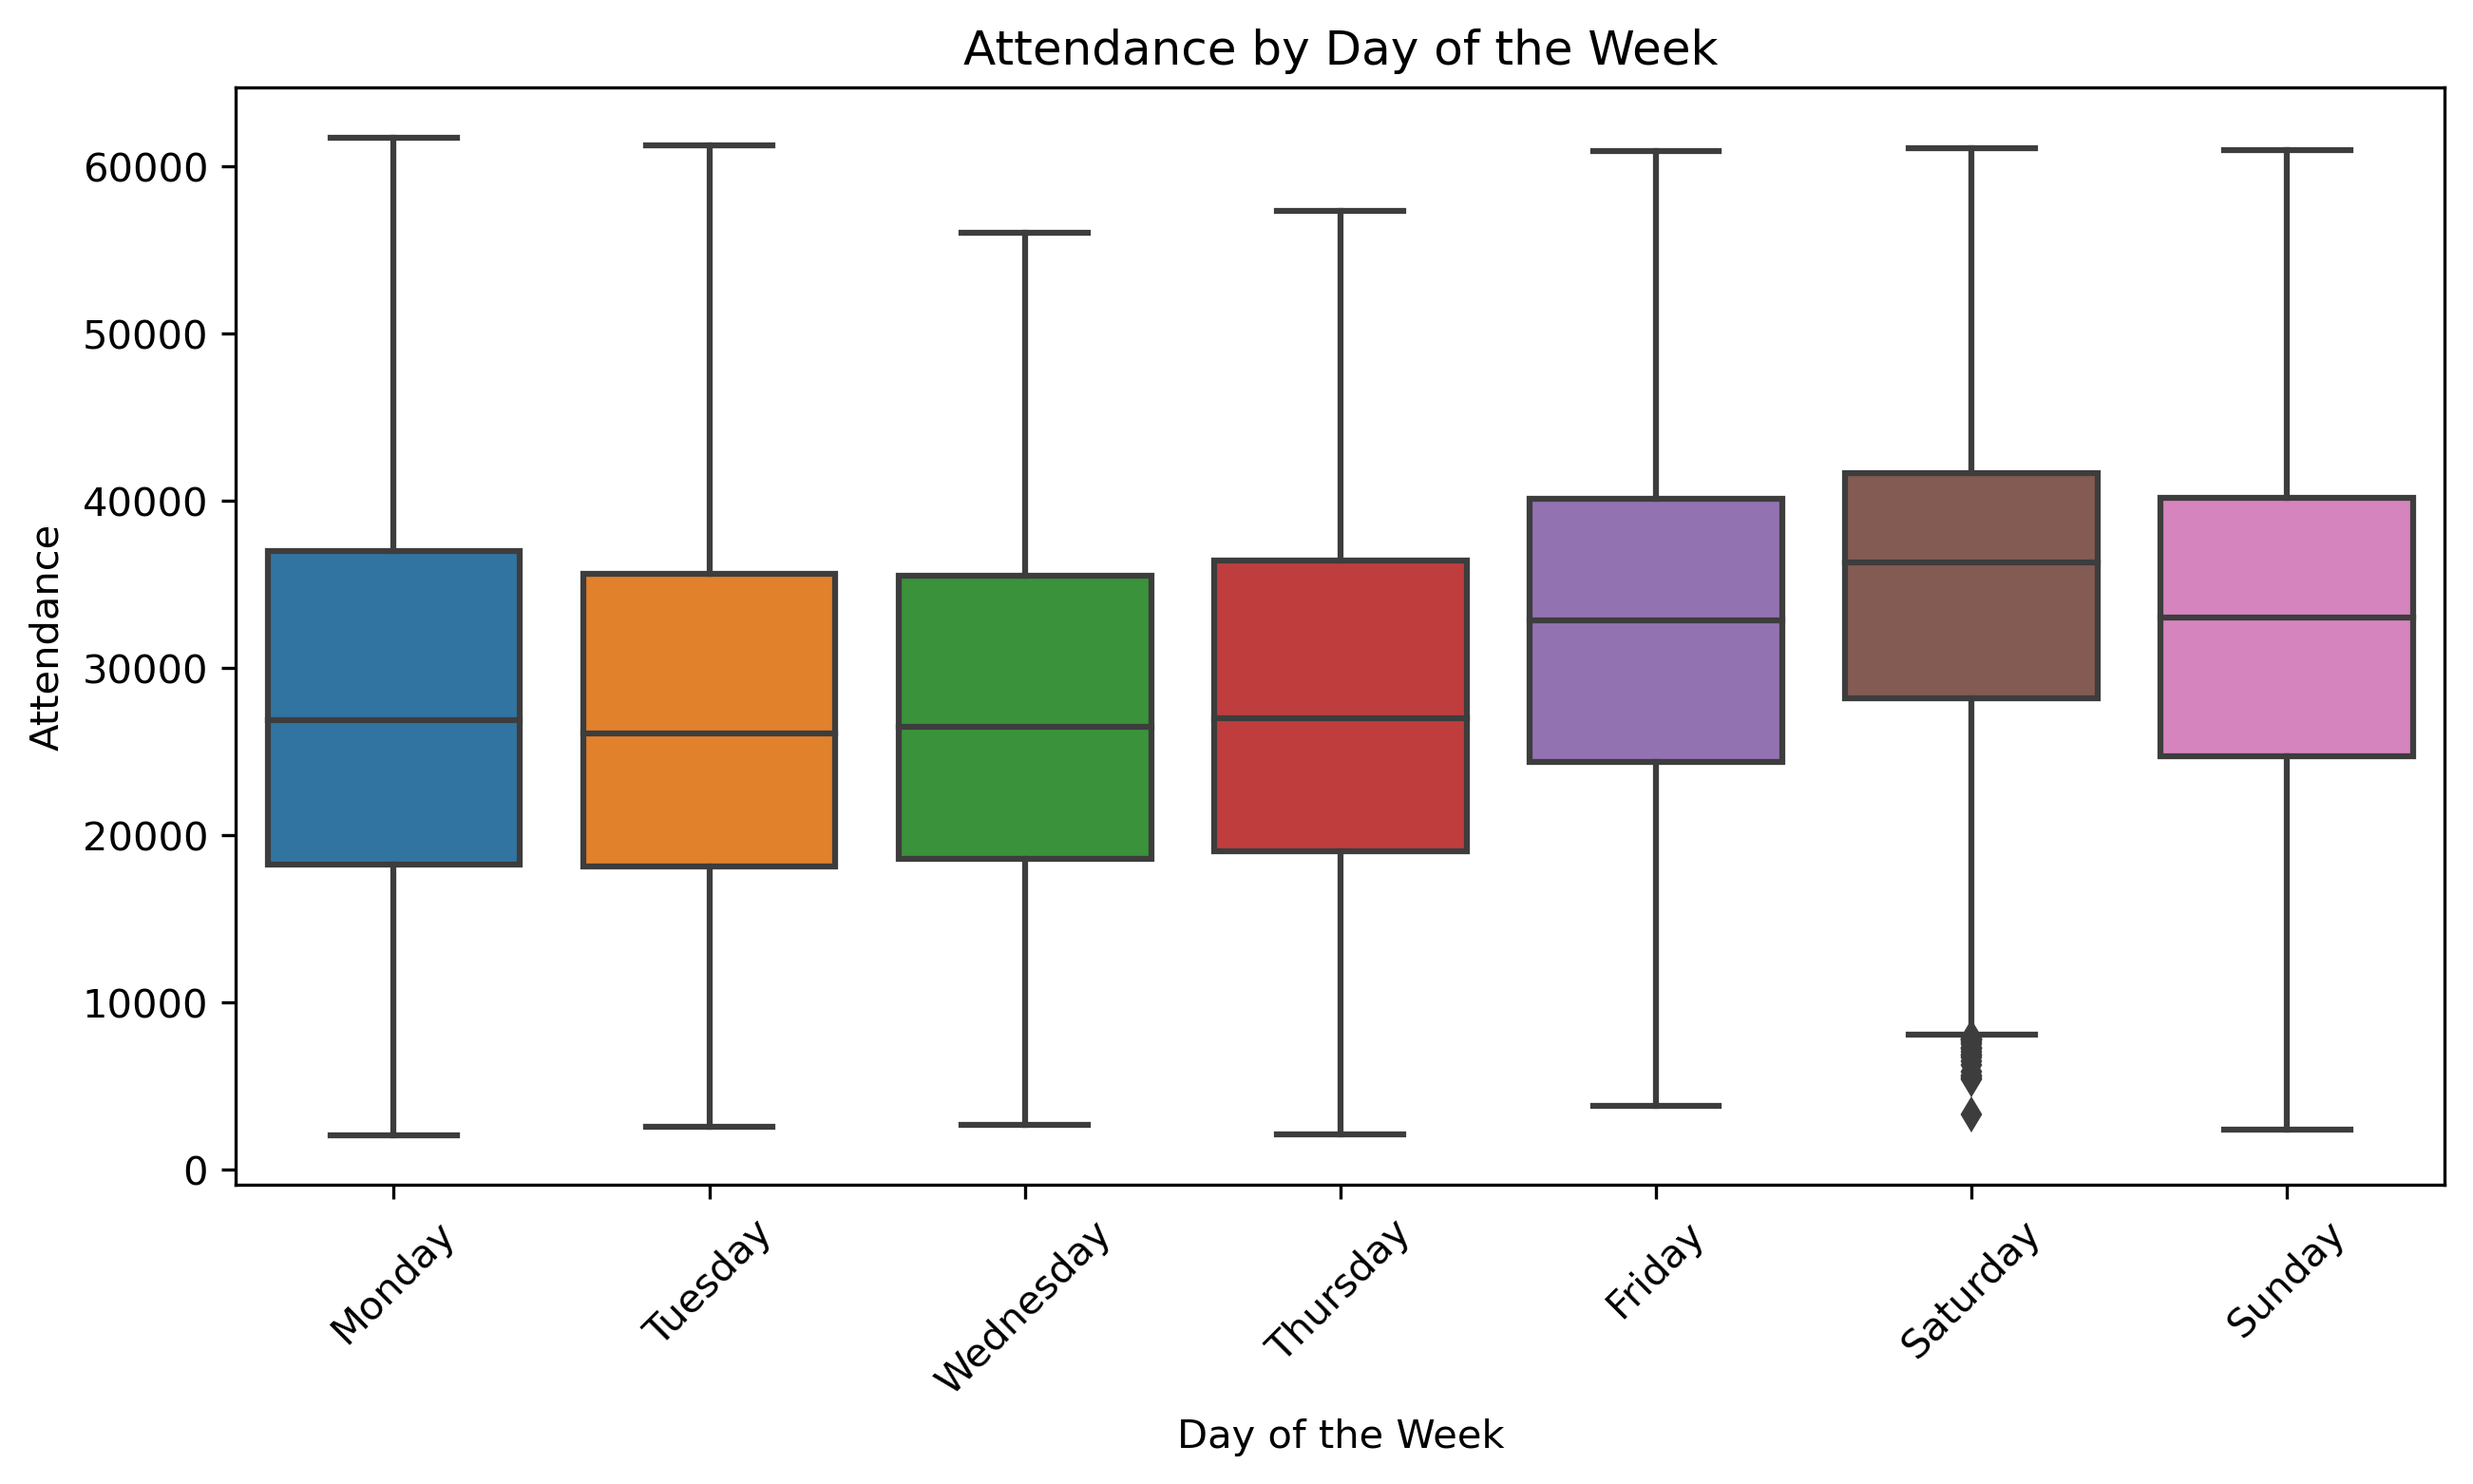 Attendance by Day of the Week
Attendance
60000
50000
40000
30000
20000
10000
0
Monday
Tuesday
Wednesday
Thursday
Friday
Saturday
Sunday
Day of the Week